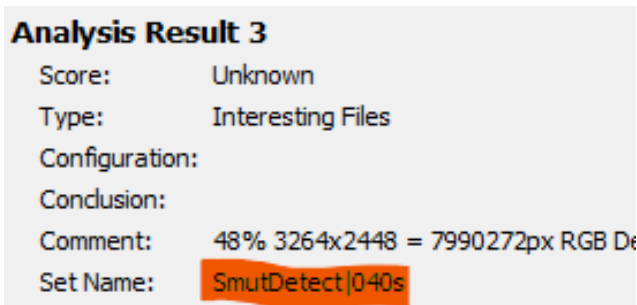 Analysis Result 3
Score: Unknown
Type: Interesting Files
Configuration:
Conclusion:
Comment: 48% 3264x2448 = 7990272px RGB De
Set Name: SmutDetect|040s